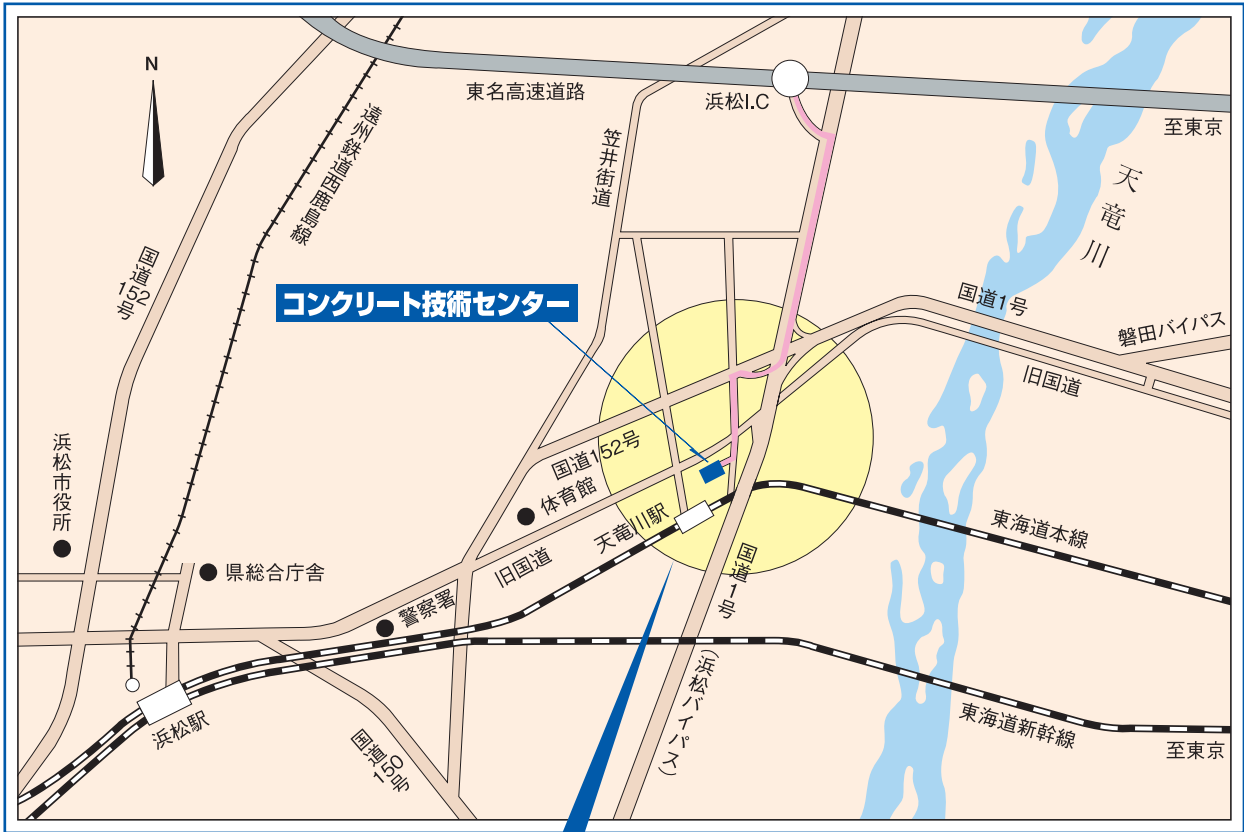 N
東名高速道路
浜松I.C
至東京
遠州鉄道西鹿島線
笠井街道
天竜川
国道
152
号
コンクリート技術センター
国道1号
磐田バイパス
旧国道
浜松市役所
国道152号
体育館
天竜川駅
東海道本線
国道1号
旧国道
県総合庁舎
警察署
(浜松バイパス)
浜松駅
国道
150
号
東海道新幹線
至東京